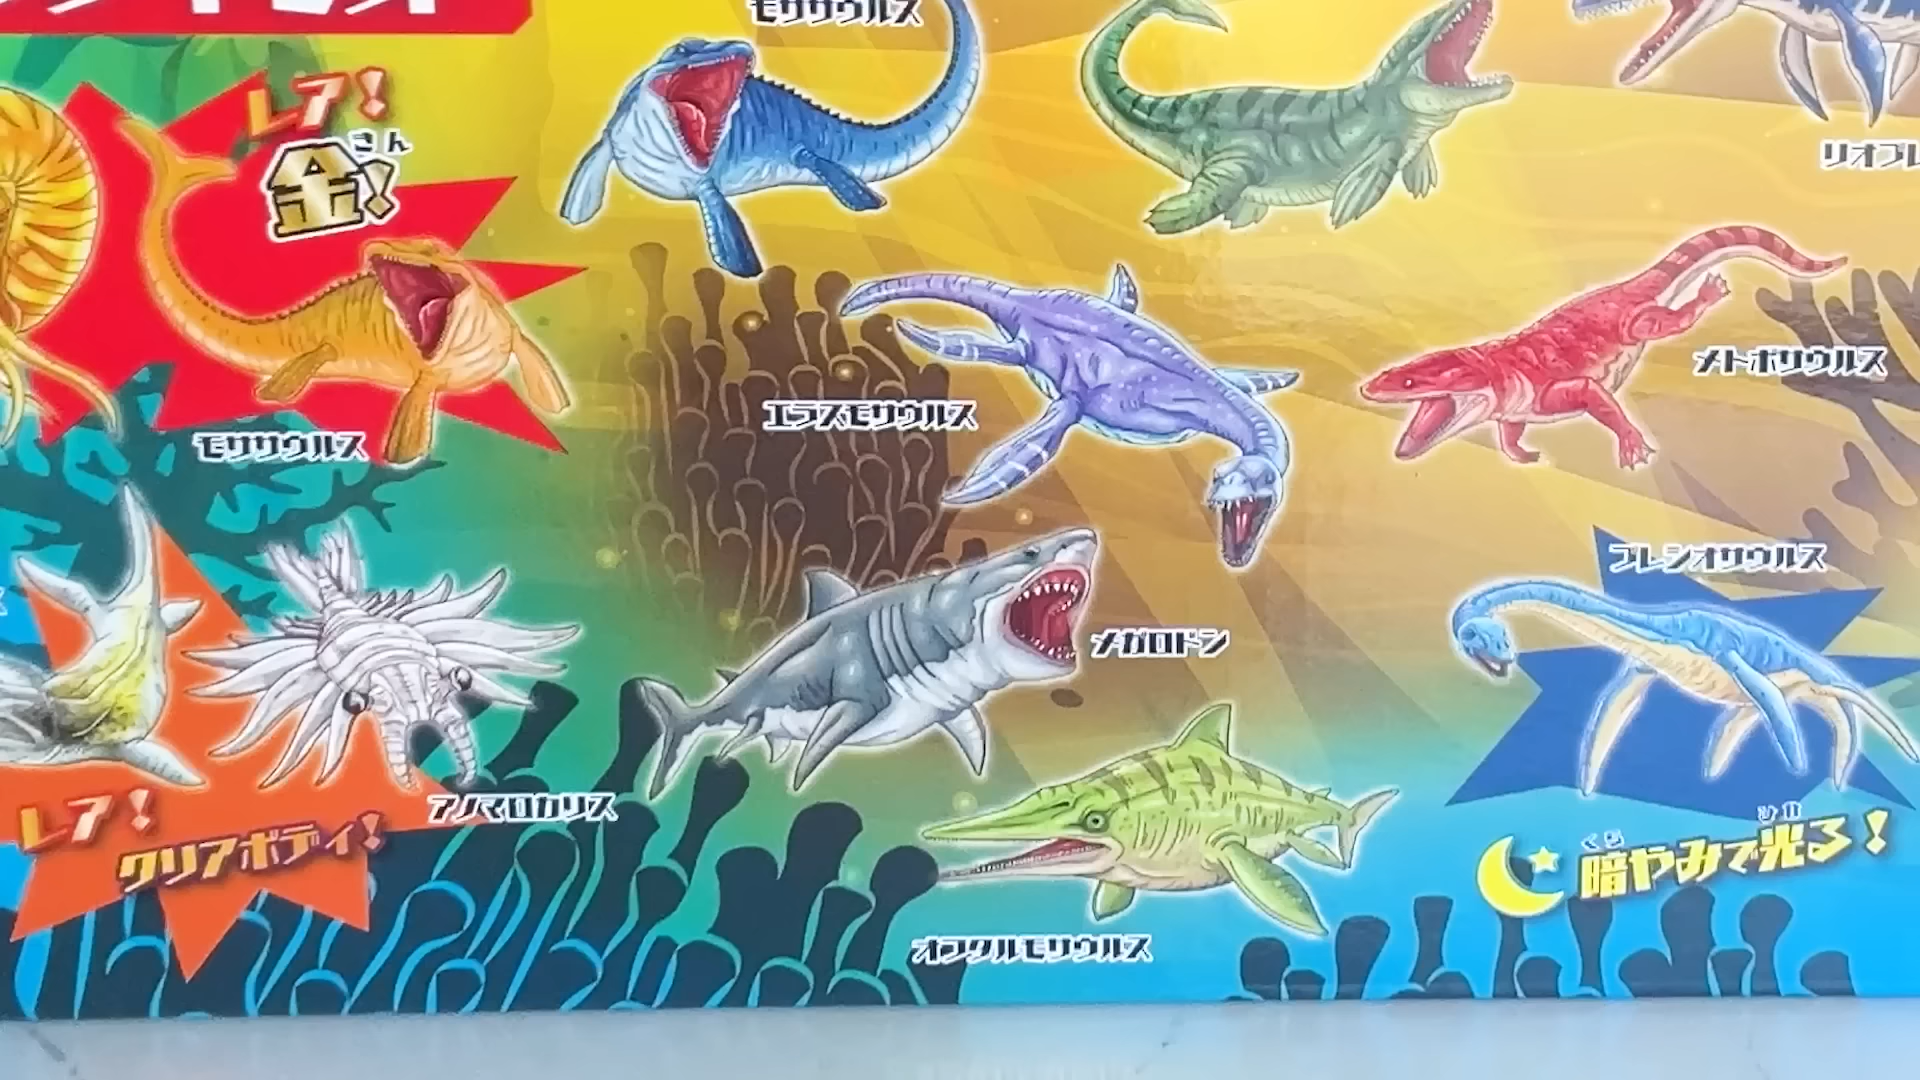 モササウルス
レア!
きん
金!
リオプレ
メトポサウルス
エラスモサウルス
モササウルス
プレシオサウルス
メガロドン
アノマロカリス
レア!
クリアボディ!
くら ひか
暗やみで光る!
オフタルモサウルス